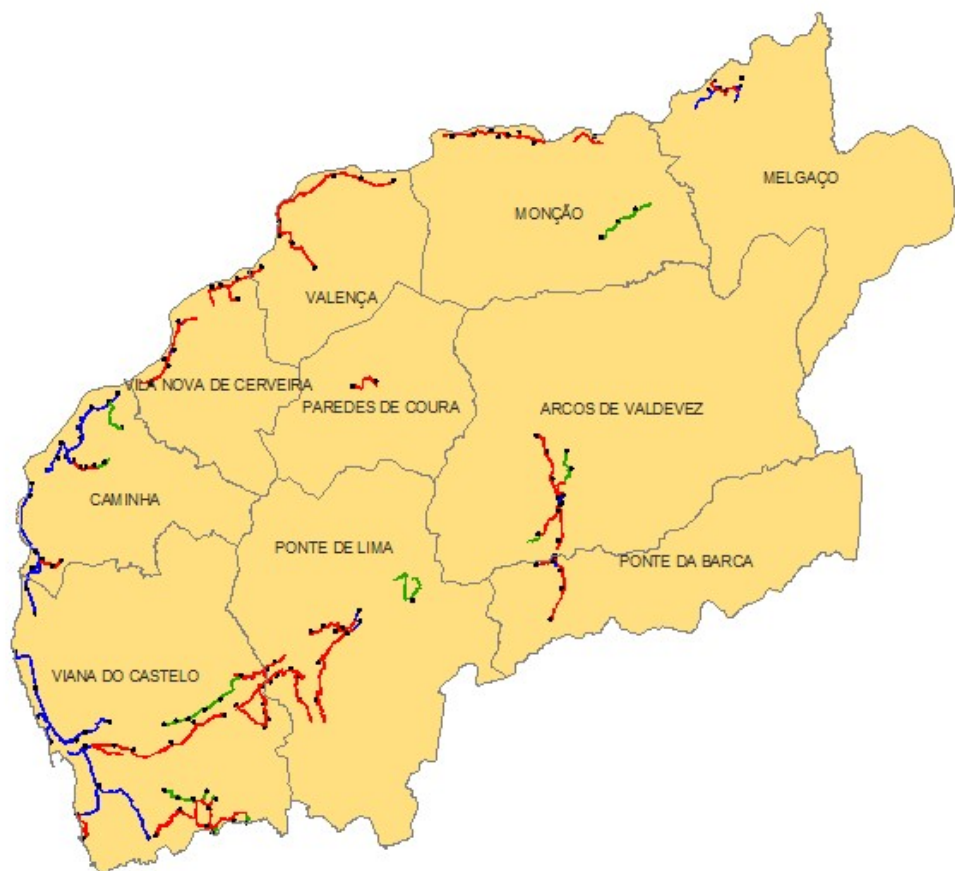 MELGAÇO
MONÇÃO
VALENÇA
VILA NOVA DE CERVEIRA
PAREDES DE COURA
ARCOS DE VALDEVEZ
CAMINHA
PONTE DE LIMA
PONTE DA BARCA
VIANA DO CASTELO